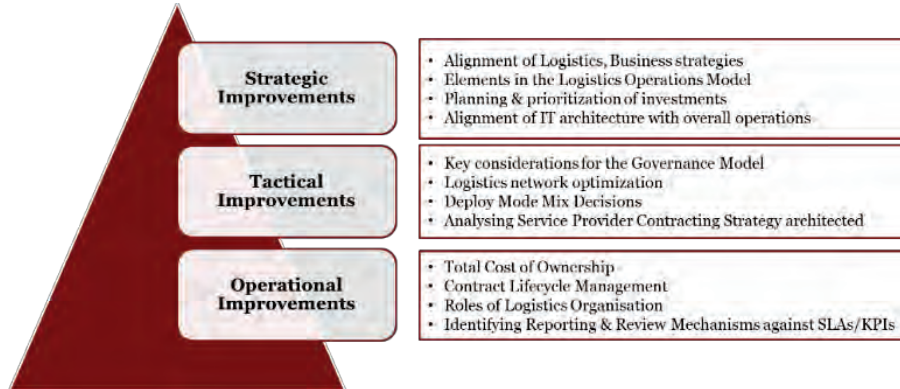 Strategic
Improvements
• Alignment of Logistics, Business strategies
• Elements in the Logistics Operations Model
• Planning & prioritization of investments
• Alignment of IT architecture with overall operations
Tactical
Improvements
• Key considerations for the Governance Model
• Logistics network optimization
• Deploy Mode Mix Decisions
• Analysing Service Provider Contracting Strategy architected
Operational
Improvements
• Total Cost of Ownership
• Contract Lifecycle Management
• Roles of Logistics Organisation
• Identifying Reporting & Review Mechanisms against SLAs/KPIs